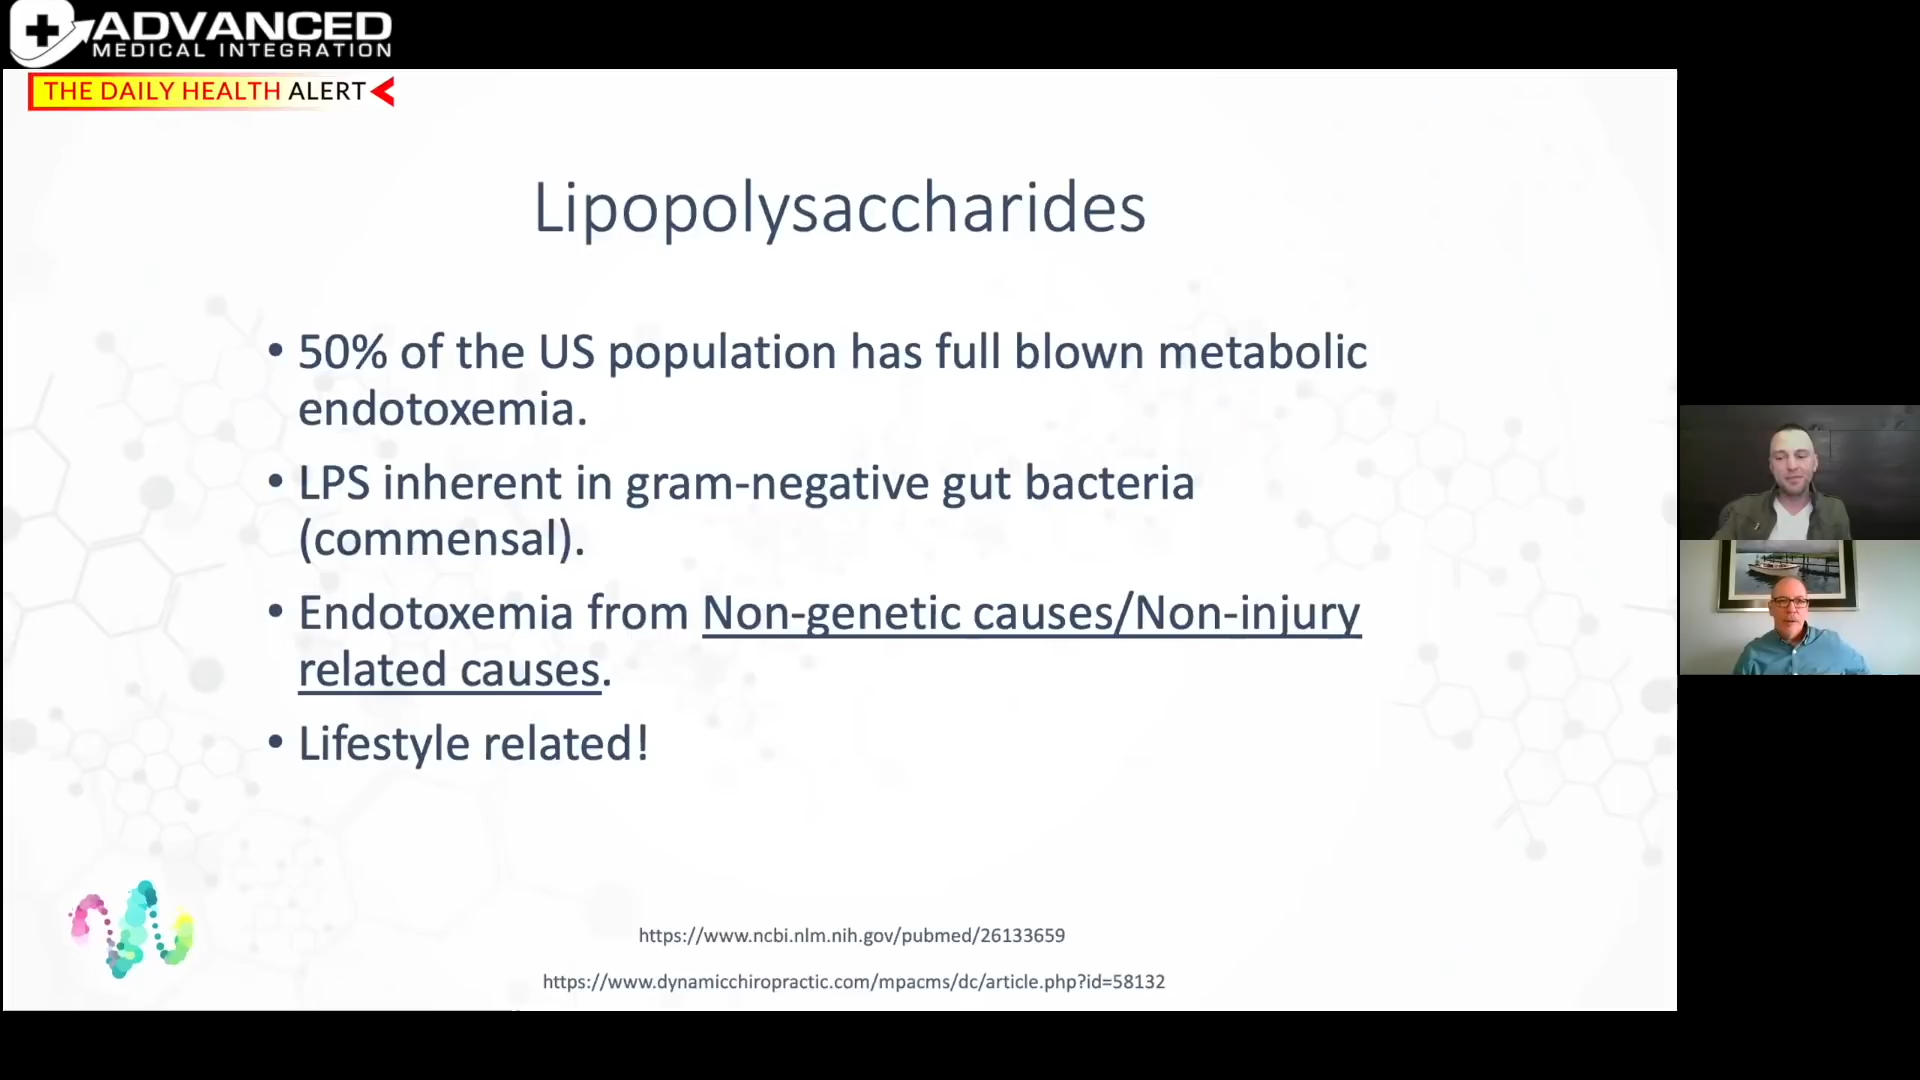 ADVANCED
MEDICAL INTEGRATION
THE DAILY HEALTH ALERT
Lipopolysaccharides
• 50% of the US population has full blown metabolic
endotoxemia.
• LPS inherent in gram-negative gut bacteria
(commensal).
• Endotoxemia from Non-genetic causes/Non-injury
related causes.
• Lifestyle related!
https://www.ncbi.nlm.nih.gov/pubmed/26133659
https://www.dynamicchiropractic.com/mpacms/dc/article.php?id=58132